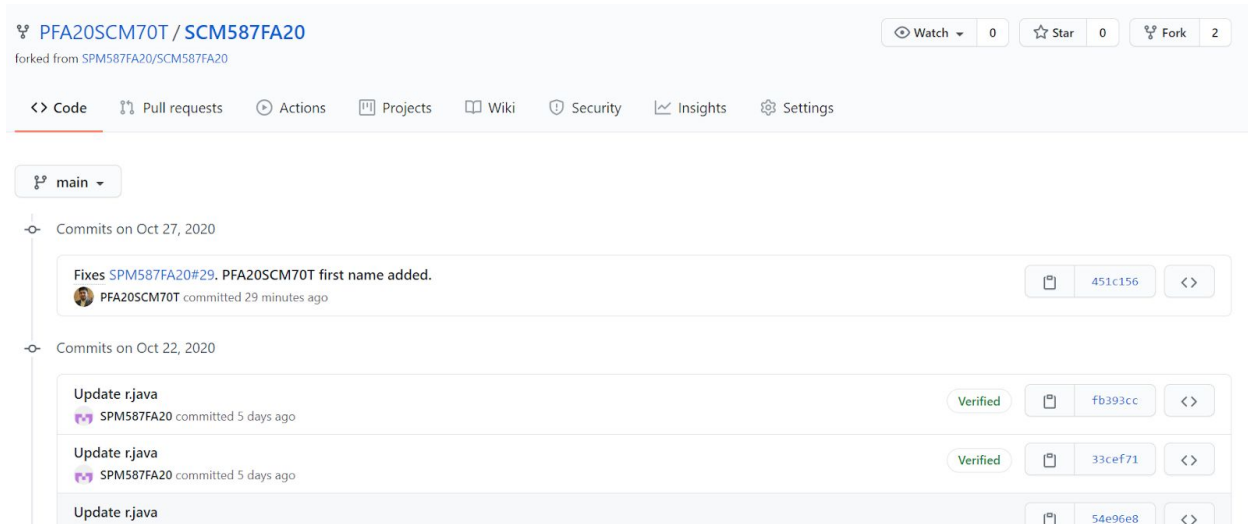 PFA20SCM70T / SCM587FA20
Watch 0 Star 0 Fork 2
forked from SPM587FA20/SCM587FA20
<> Code Pull requests Actions Projects Wiki Security Insights Settings
main
Commits on Oct 27, 2020
Fixes SPM587FA20#29. PFA20SCM70T first name added.
PFA20SCM70T committed 29 minutes ago
451c156
Commits on Oct 22, 2020
Update r.java
SPM587FA20 committed 5 days ago
Verified fb393cc
Update r.java
SPM587FA20 committed 5 days ago
Verified 33cef71
Update r.java
54e96e8